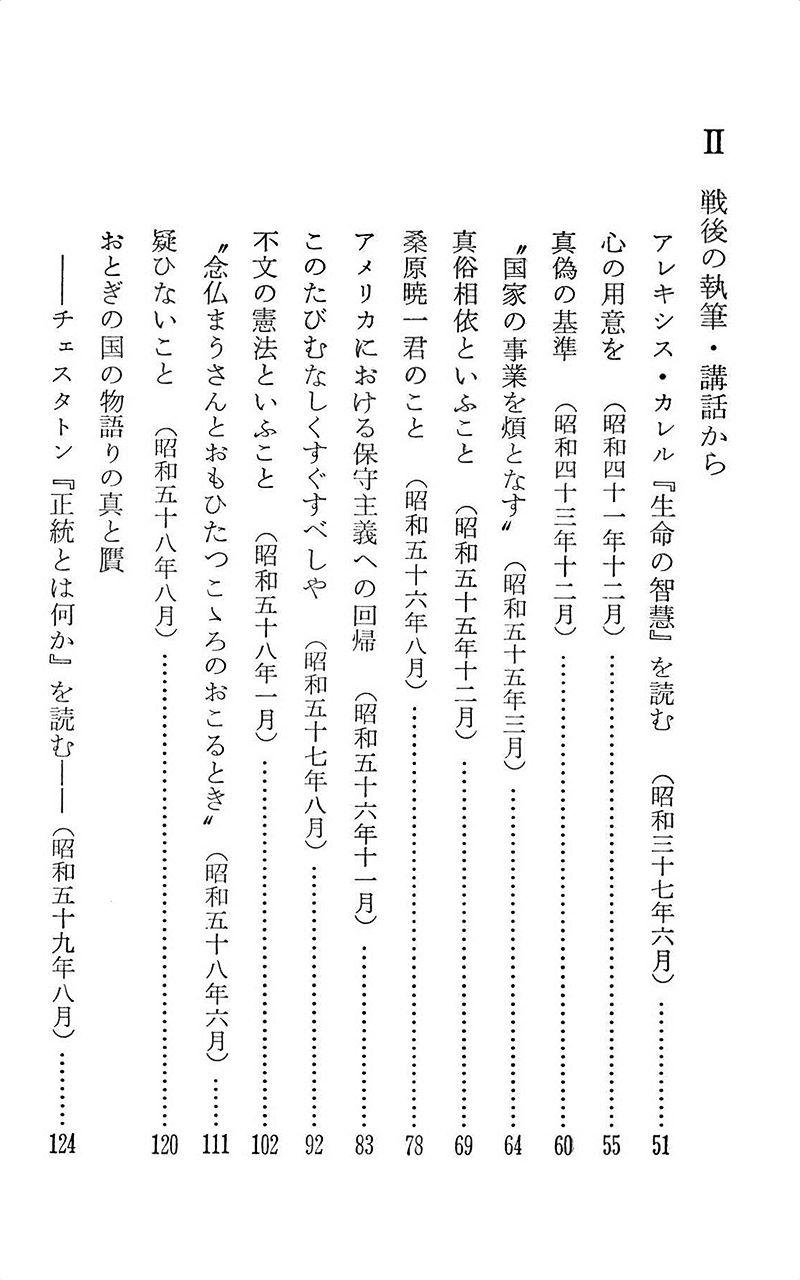 Ⅱ 戦後の執筆・講話から
アレキシス・カレル『生命の智慧』を読む （昭和三十七年六月）…………… 51
心の用意を （昭和四十一年十二月）…………… 55
真偽の基準 （昭和四十三年十二月）…………… 60
〝国家の事業を煩となす〟 （昭和五十五年三月）…………… 64
真俗相依といふこと （昭和五十五年十二月）…………… 69
桑原暁一君のこと （昭和五十六年八月）…………… 78
アメリカにおける保守主義への回帰 （昭和五十六年十一月）…………… 83
このたびむなしくすぐすべしや （昭和五十七年八月）…………… 92
不文の憲法といふこと （昭和五十八年一月）…………… 102
〝念仏まうさんとおもひたつこゝろのおこるとき〟 （昭和五十八年六月）…… 111
疑ひないこと （昭和五十八年八月）…………… 120
おとぎの国の物語りの真と贋
――チェスタトン『正統とは何か』を読む――（昭和五十九年八月）……… 124